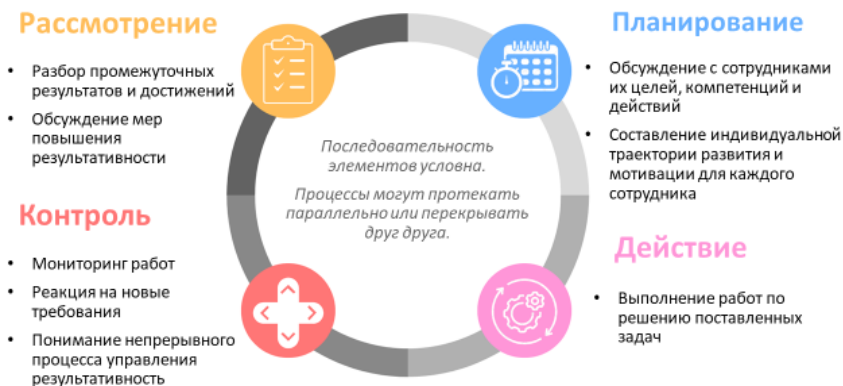 Рассмотрение
• Разбор промежуточных
результатов и достижений
• Обсуждение мер
повышения
результативности
Планирование
• Обсуждение с сотрудниками
их целей, компетенций и
действий
• Составление индивидуальной
траектории развития и
мотивации для каждого
сотрудника
Последовательность
элементов условна.
Процессы могут протекать
параллельно или перекрывать
друг друга.
Контроль
• Мониторинг работ
• Реакция на новые
требования
• Понимание непрерывного
процесса управления
результативность
Действие
• Выполнение работ по
решению поставленных
задач